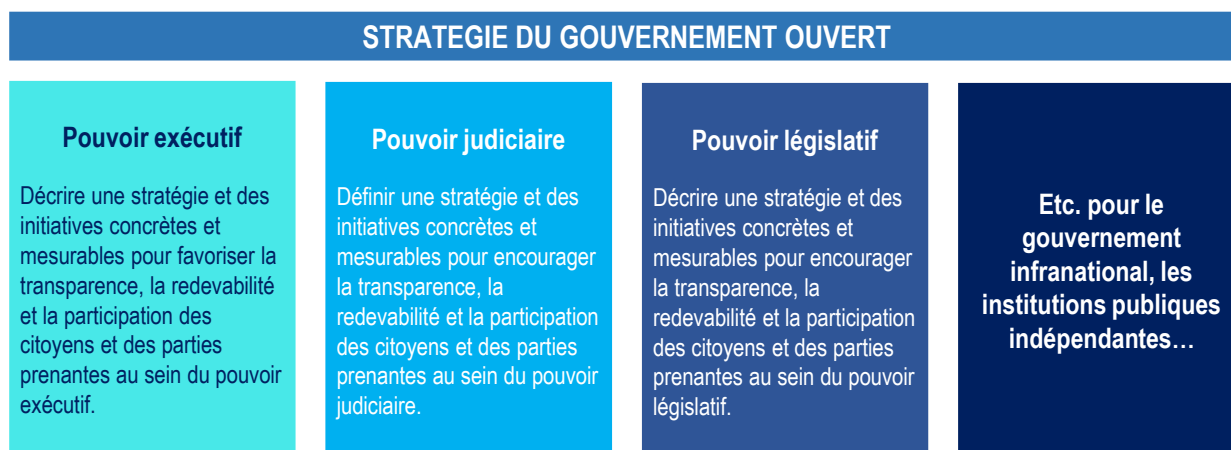 STRATEGIE DU GOUVERNEMENT OUVERT
Pouvoir exécutif
Décrire une stratégie et des
initiatives concrètes et
mesurables pour favoriser la
transparence, la redevabilité
et la participation des
citoyens et des parties
prenantes au sein du pouvoir
exécutif.
Pouvoir judiciaire
Définir une stratégie et des
initiatives concrètes et
mesurables pour encourager
la transparence, la
redevabilité et la participation
des citoyens et des parties
prenantes au sein du pouvoir
judiciaire.
Pouvoir législatif
Décrire une stratégie et des
initiatives concrètes et
mesurables pour encourager
la transparence, la
redevabilité et la participation
des citoyens et des parties
prenantes au sein du pouvoir
législatif.
Etc. pour le
gouvernement
infranational, les
institutions publiques
indépendantes…